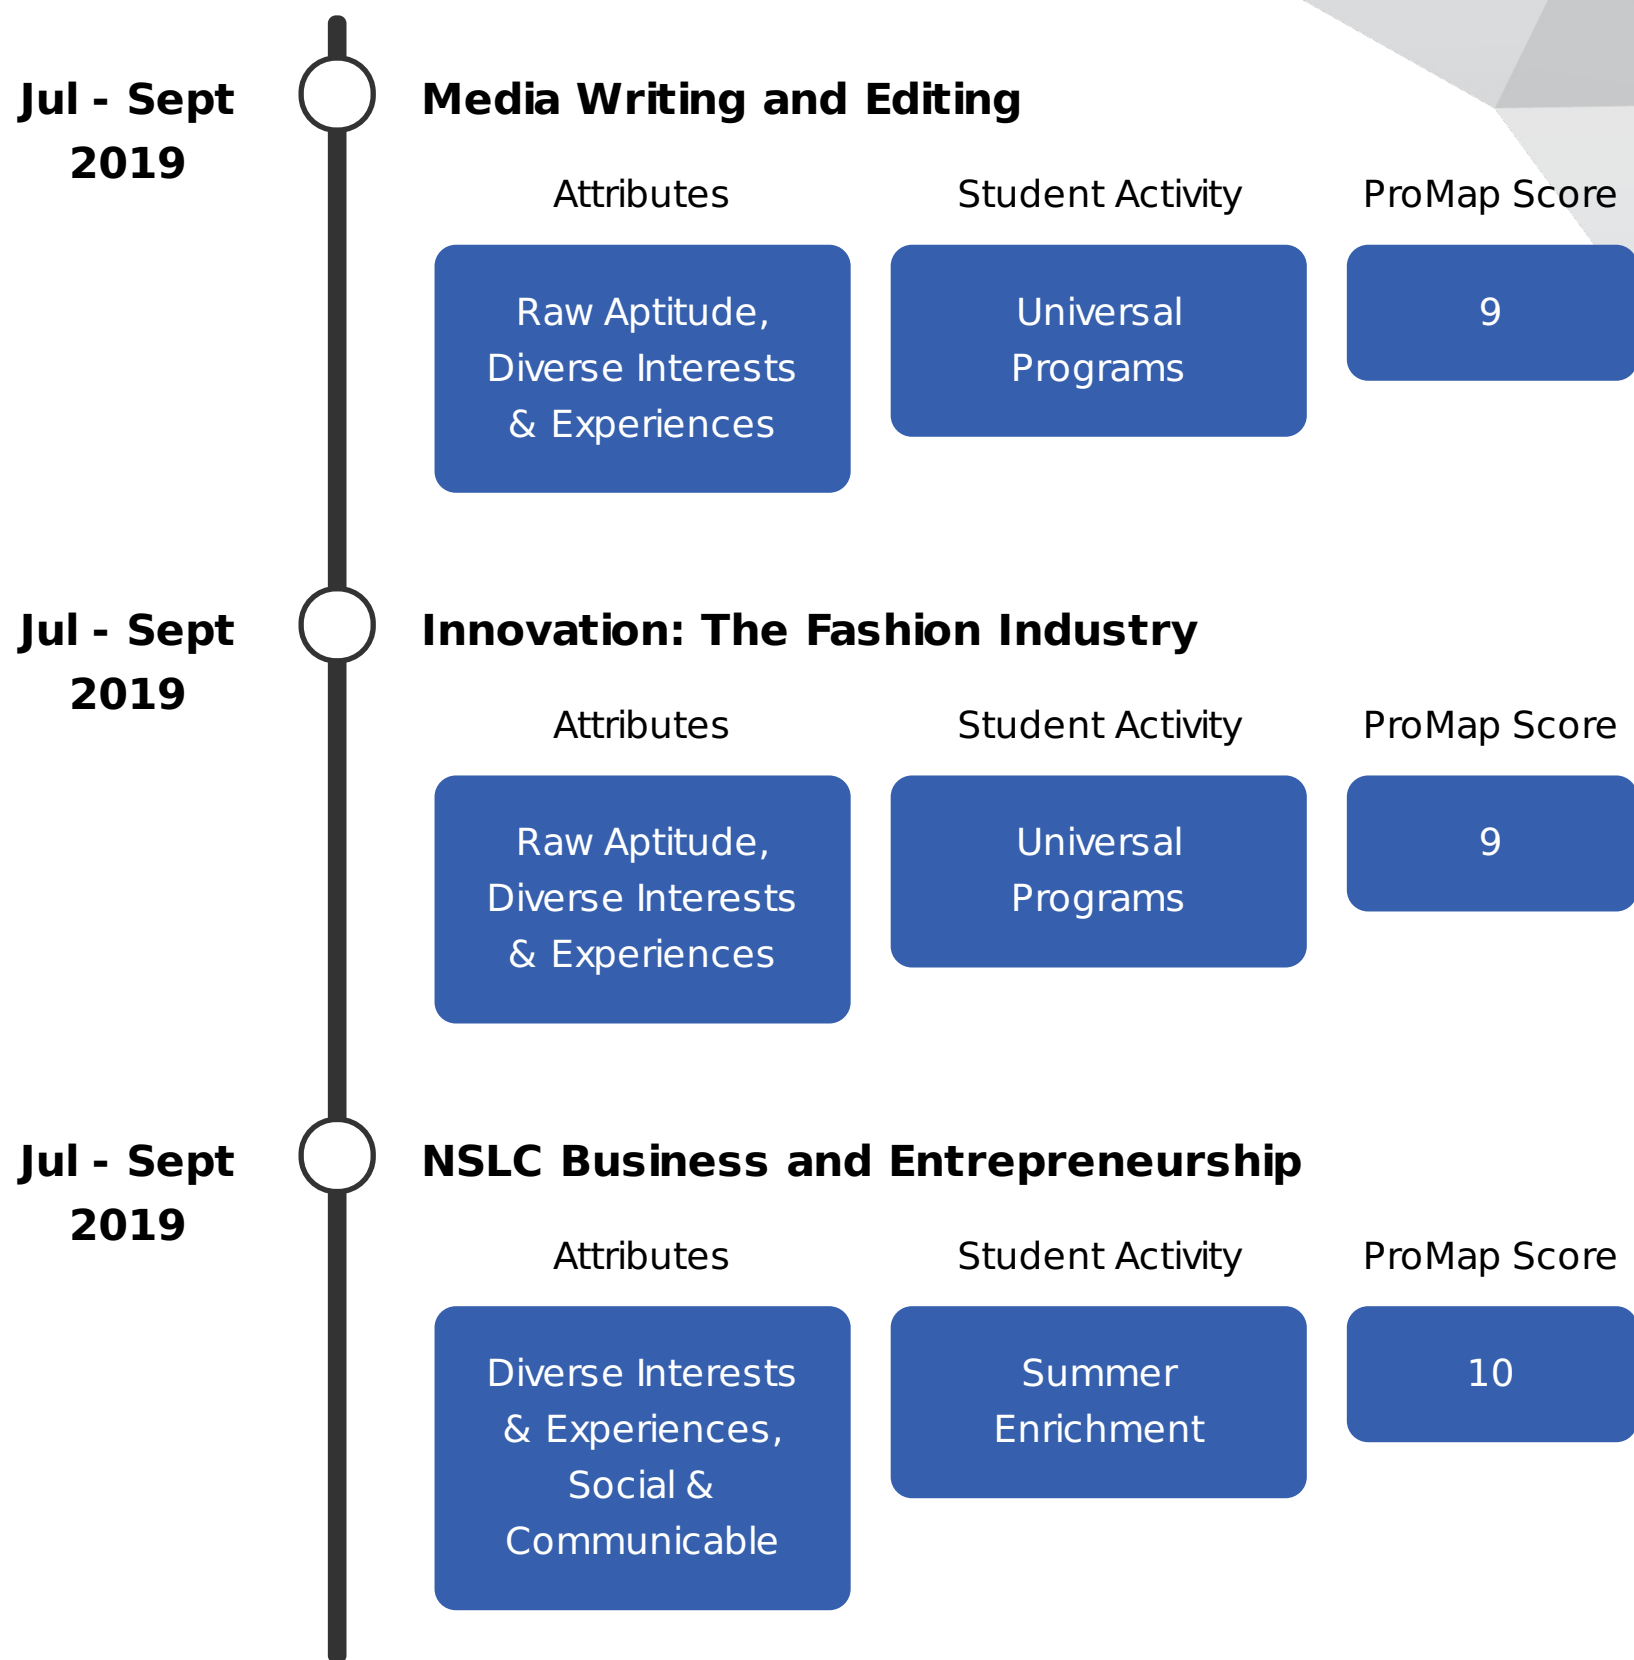 Jul - Sept
2019
Media Writing and Editing
Attributes
Student Activity
ProMap Score
Raw Aptitude,
Diverse Interests
& Experiences
Universal
Programs
9
Jul - Sept
2019
Innovation: The Fashion Industry
Attributes
Student Activity
ProMap Score
Raw Aptitude,
Diverse Interests
& Experiences
Universal
Programs
9
Jul - Sept
2019
NSLC Business and Entrepreneurship
Attributes
Student Activity
ProMap Score
Diverse Interests
& Experiences,
Social &
Communicable
Summer
Enrichment
10